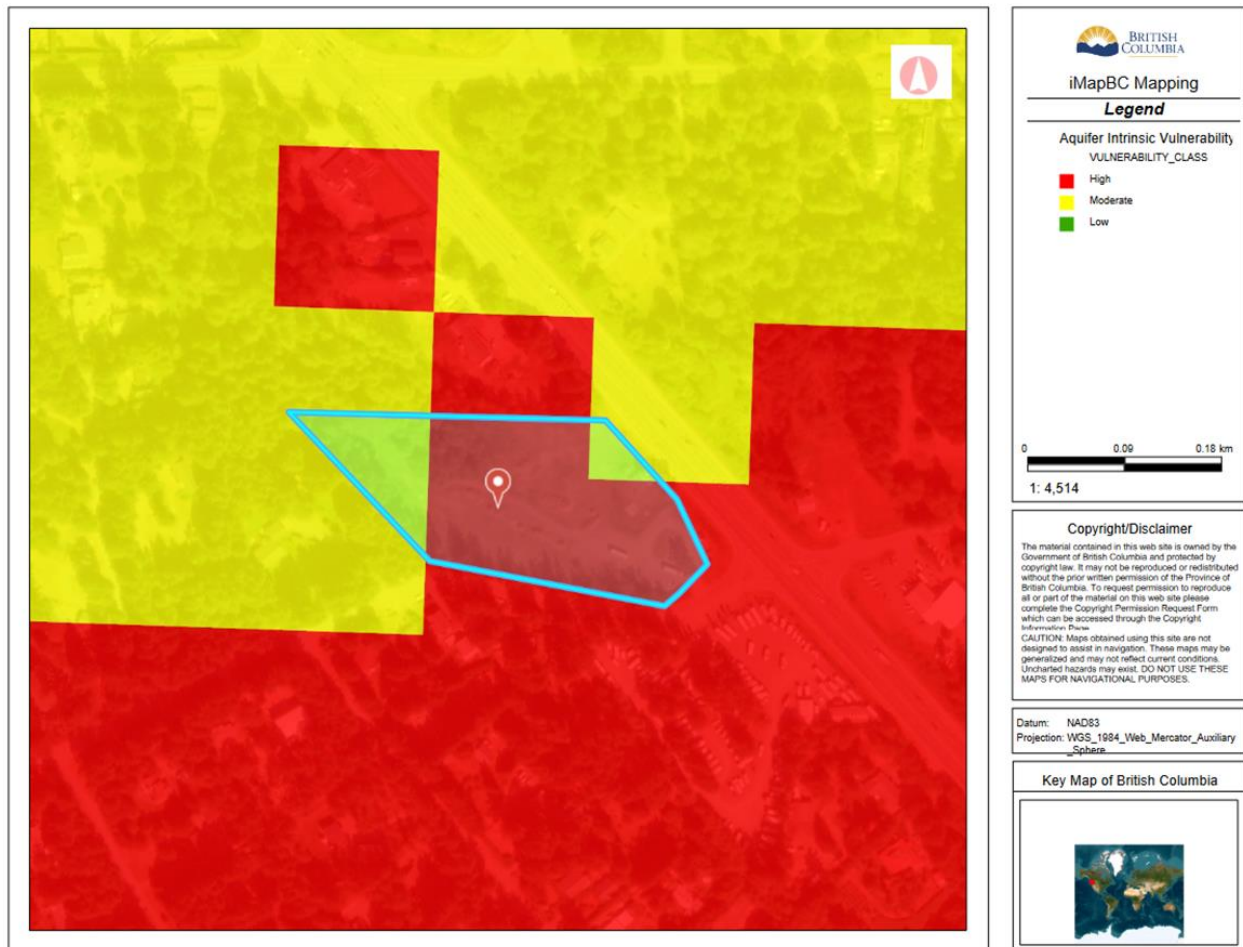 BRITISH
COLUMBIA
iMapBC Mapping
Legend
Aquifer Intrinsic Vulnerability
VULNERABILITY_CLASS
High
Moderate
Low
0 0.09 0.18 km
1: 4,514
Copyright/Disclaimer
The material contained in this web site is owned by the
Government of British Columbia and protected by
copyright law. It may not be reproduced or redistributed
without the prior written permission of the Province of
British Columbia. To request permission to reproduce
all or part of the material on this web site please
complete the Copyright Permission Request Form
which can be accessed through the Copyright
Information Page.
CAUTION: Maps obtained using this site are not
designed to assist in navigation. These maps may be
generalized and may not reflect current conditions.
Uncharted hazards may exist. DO NOT USE THESE
MAPS FOR NAVIGATIONAL PURPOSES.
Datum: NAD83
Projection: WGS_1984_Web_Mercator_Auxiliary
_Sphere
Key Map of British Columbia